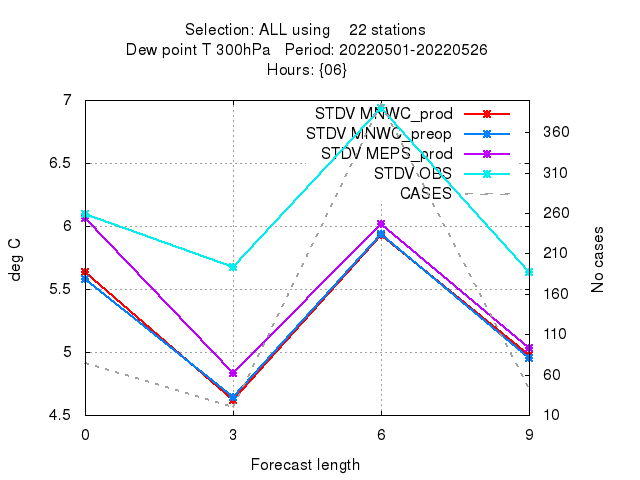 Selection: ALL using    22 stations
Dew point T 300hPa   Period: 20220501-20220526
Hours: {06}
STDV MNWC_prod
STDV MNWC_preop
STDV MEPS_prod
STDV OBS
CASES
7
6.5
6
5.5
5
4.5
deg C
360
310
260
210
160
110
60
10
No cases
0 3 6 9
Forecast length